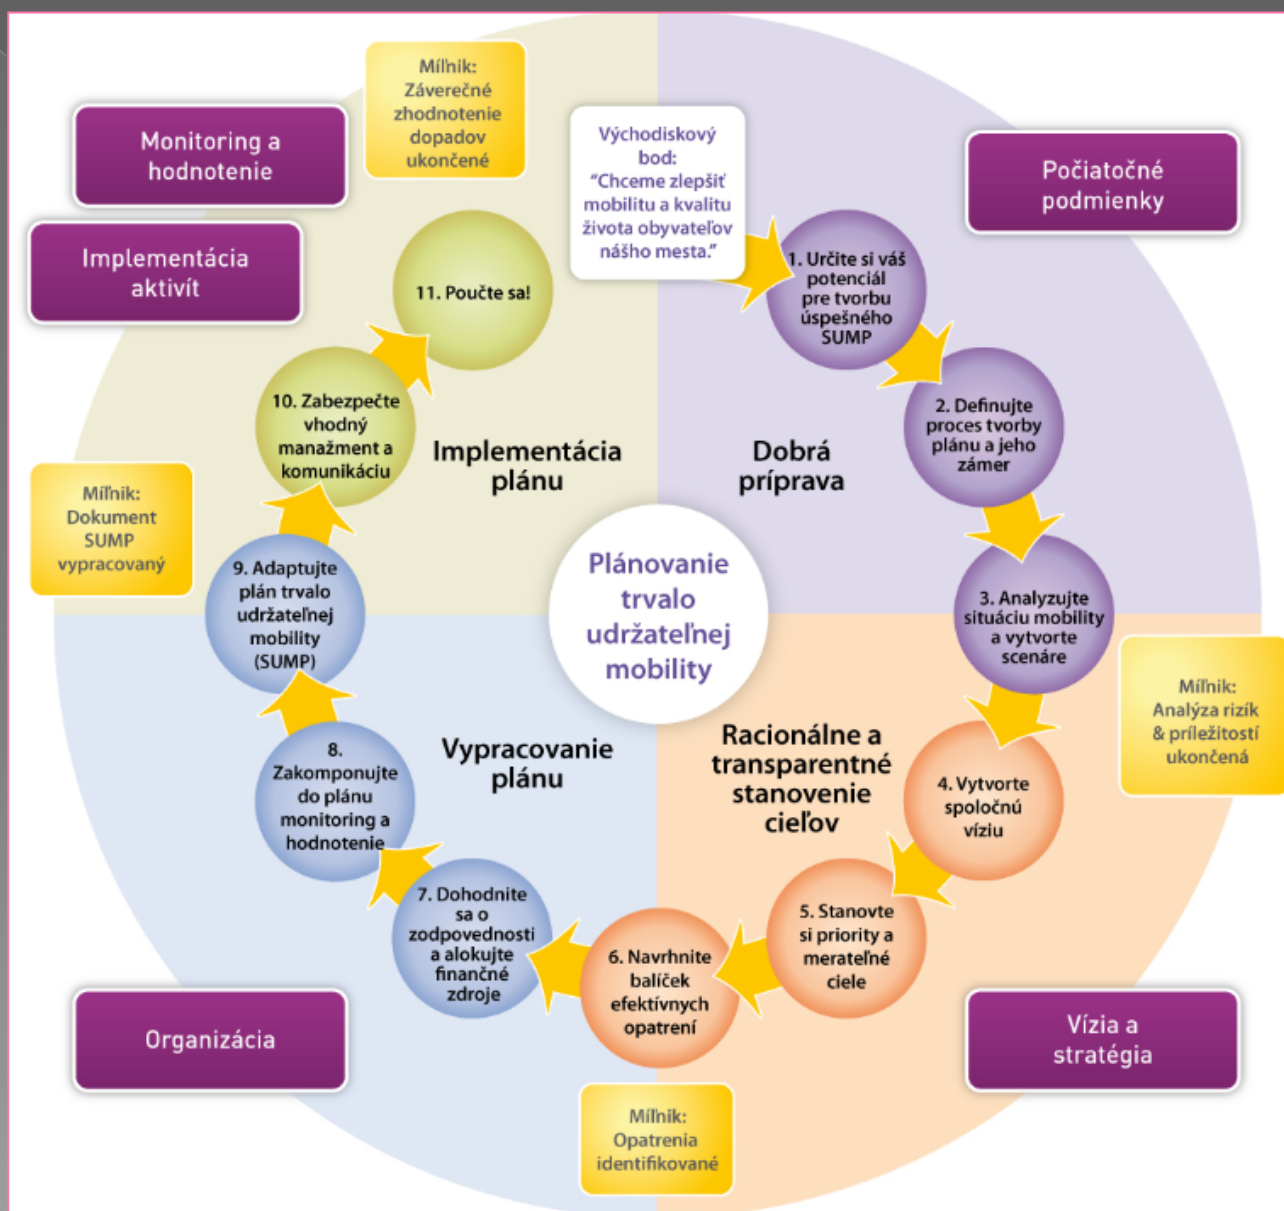 Míľnik:
Záverečné
zhodnotenie
dopadov
ukončené
Monitoring a
hodnotenie
Implementácia
aktivít
Východiskový
bod:
“Chceme zlepšiť
mobilitu a kvalitu
života obyvateľov
nášho mesta.”
Počiatočné
podmienky
1. Určite si váš
potenciál
pre tvorbu
úspešného
SUMP
2. Definujte
proces tvorby
plánu a jeho
zámer
Dobrá
príprava
3. Analyzujte
situáciu mobility
a vytvorte
scenáre
Míľnik:
Analýza rizík
& príležitostí
ukončená
Plánovanie
trvalo
udržateľnej
mobility
Racionálne a
transparentné
stanovenie
cieľov
4. Vytvorte
spoločnú
víziu
5. Stanovte
si priority a
merateľné
ciele
6. Navrhnite
balíček
efektívnych
opatrení
Vízia a
stratégia
Míľnik:
Opatrenia
identifikované
Vypracovanie
plánu
7. Dohodnite
sa o
zodpovednosti
a alokujte
finančné
zdroje
8.
Zakomponujte
do plánu
monitoring a
hodnotenie
Organizácia
9. Adaptujte
plán trvalo
udržateľnej
mobility
(SUMP)
Míľnik:
Dokument
SUMP
vypracovaný
Implementácia
plánu
10. Zabezpečte
vhodný
manažment a
komunikáciu
11. Poučte sa!